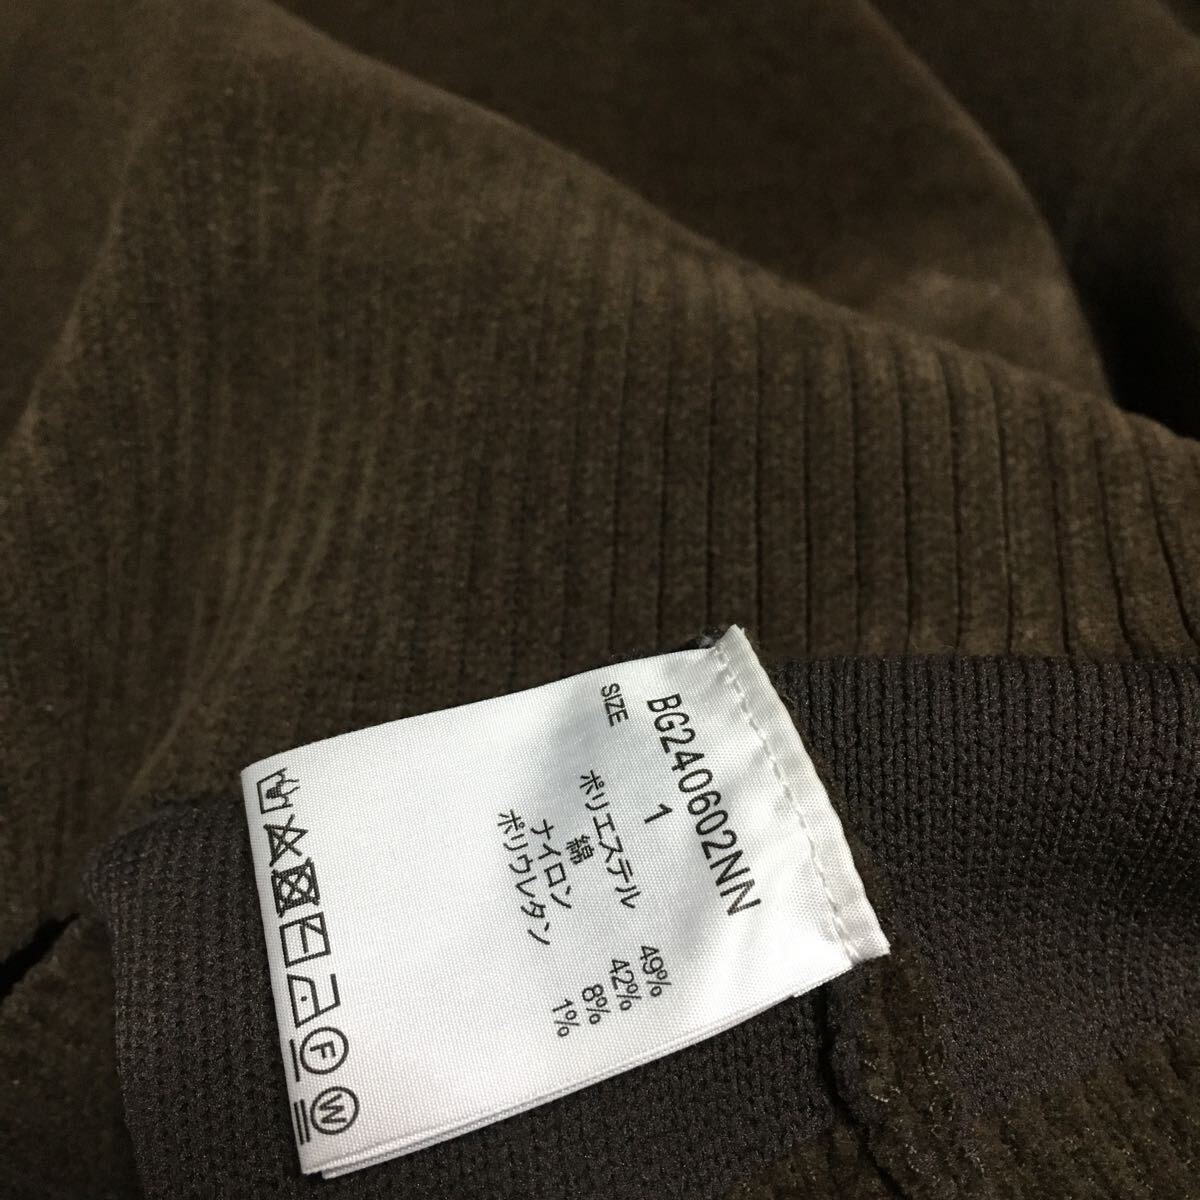 BG240602NN
SIZE 1
ポリエステル 49%
綿 42%
ナイロン 8%
ポリウレタン 1%
F
W